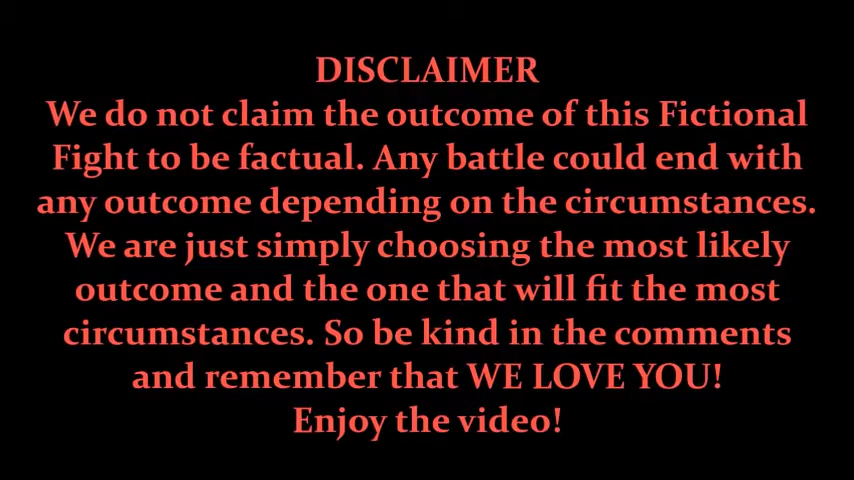 DISCLAIMER
We do not claim the outcome of this Fictional
Fight to be factual. Any battle could end with
any outcome depending on the circumstances.
We are just simply choosing the most likely
outcome and the one that will fit the most
circumstances. So be kind in the comments
and remember that WE LOVE YOU!
Enjoy the video!